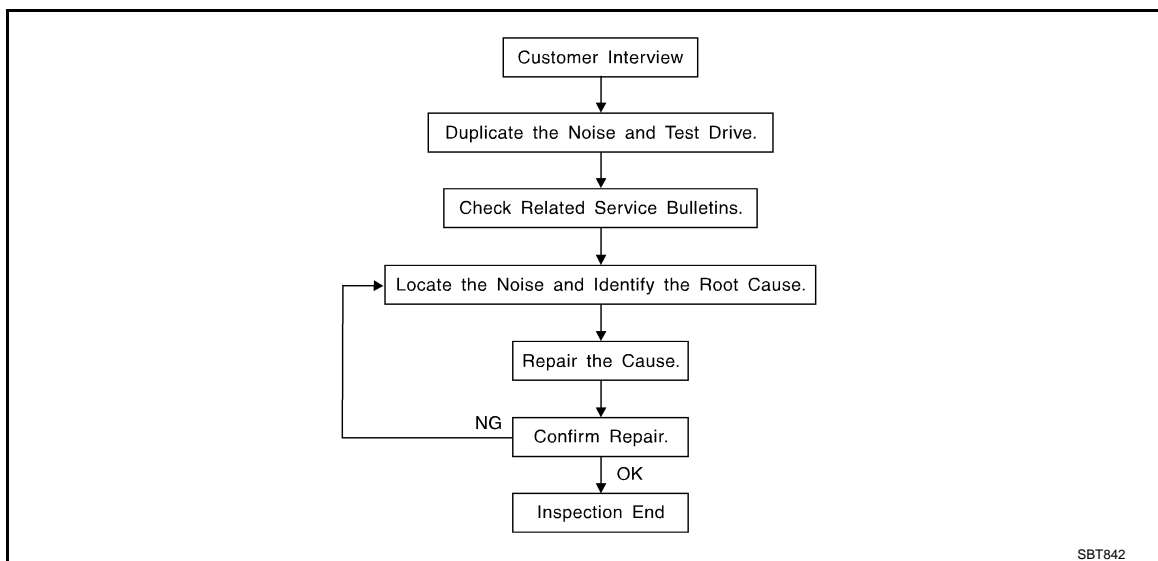 Customer Interview
Duplicate the Noise and Test Drive.
Check Related Service Bulletins.
Locate the Noise and Identify the Root Cause.
Repair the Cause.
NG
Confirm Repair.
OK
Inspection End
SBT842